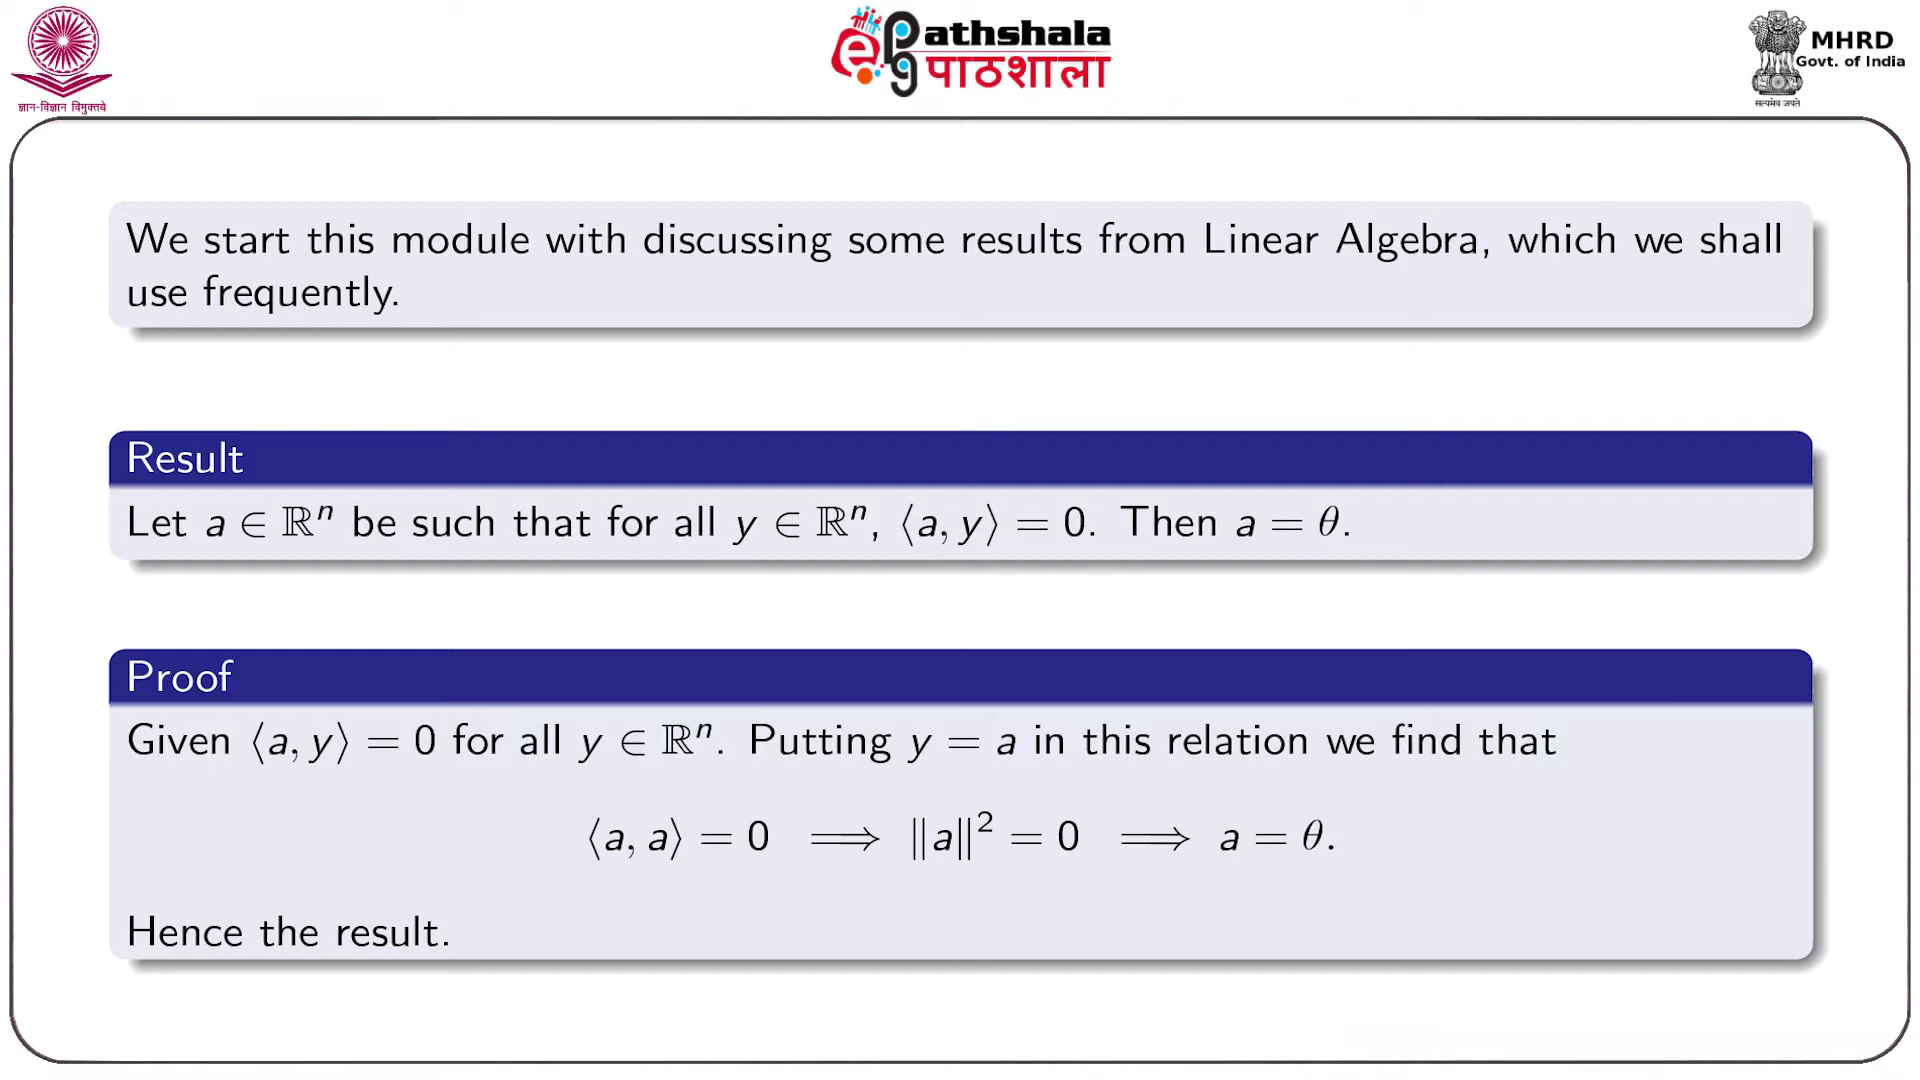 ज्ञान-विज्ञान विमुक्तये
ePG Pathshala
पाठशाला
MHRD
Govt. of India
सत्यमेव जयते
We start this module with discussing some results from Linear Algebra, which we shall
use frequently.
Result
Let a ∈ ℝⁿ be such that for all y ∈ ℝⁿ, ⟨a, y⟩ = 0. Then a = θ.
Proof
Given ⟨a, y⟩ = 0 for all y ∈ ℝⁿ. Putting y = a in this relation we find that
⟨a, a⟩ = 0 ⟹ ‖a‖² = 0 ⟹ a = θ.
Hence the result.